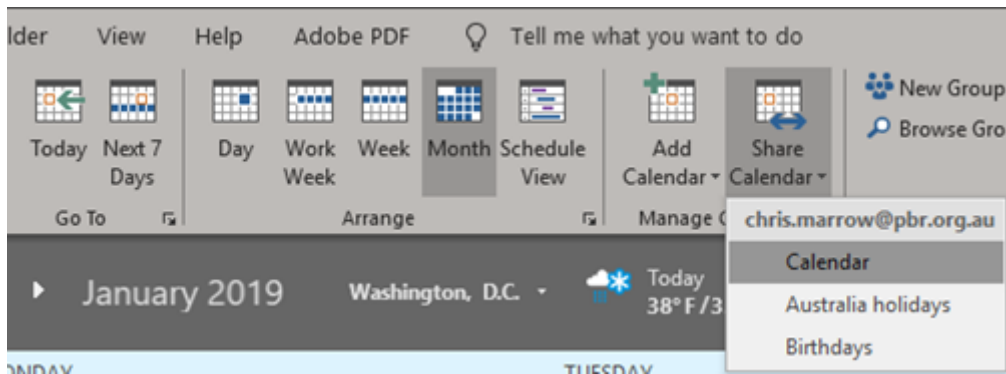 lder View Help Adobe PDF Tell me what you want to do
Today Next 7 Days Day Work Week Week Month Schedule View Add Calendar Share Calendar New Group
Browse Gro
Go To Arrange Manage C
chris.marrow@pbr.org.au
Calendar
Australia holidays
Birthdays
January 2019 Washington, D.C. Today
38° F / 3
ONDAY TUESDAY